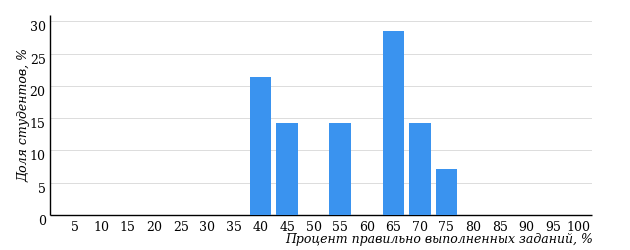 30
25
20
15
10
5
0
Доля студентов, %
5 10 15 20 25 30 35 40 45 50 55 60 65 70 75 80 85 90 95 100
Процент правильно выполненных заданий, %